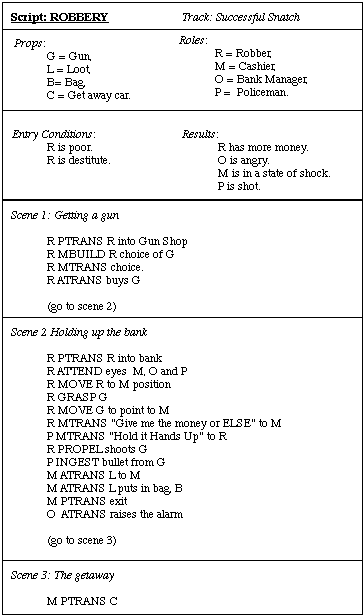 Script: ROBBERY Track: Successful Snatch
Props:
G = Gun,
L = Loot,
B= Bag,
C = Get away car.
Roles:
R = Robber,
M = Cashier,
O = Bank Manager,
P = Policeman.
Entry Conditions:
R is poor.
R is destitute.
Results:
R has more money.
O is angry.
M is in a state of shock.
P is shot.
Scene 1: Getting a gun
R PTRANS R into Gun Shop
R MBUILD R choice of G
R MTRANS choice.
R ATRANS buys G
(go to scene 2)
Scene 2 Holding up the bank
R PTRANS R into bank
R ATTEND eyes M, O and P
R MOVE R to M position
R GRASP G
R MOVE G to point to M
R MTRANS "Give me the money or ELSE" to M
P MTRANS "Hold it Hands Up" to R
R PROPEL shoots G
P INGEST bullet from G
M ATRANS L to M
M ATRANS L puts in bag, B
M PTRANS exit
O ATRANS raises the alarm
(go to scene 3)
Scene 3: The getaway
M PTRANS C